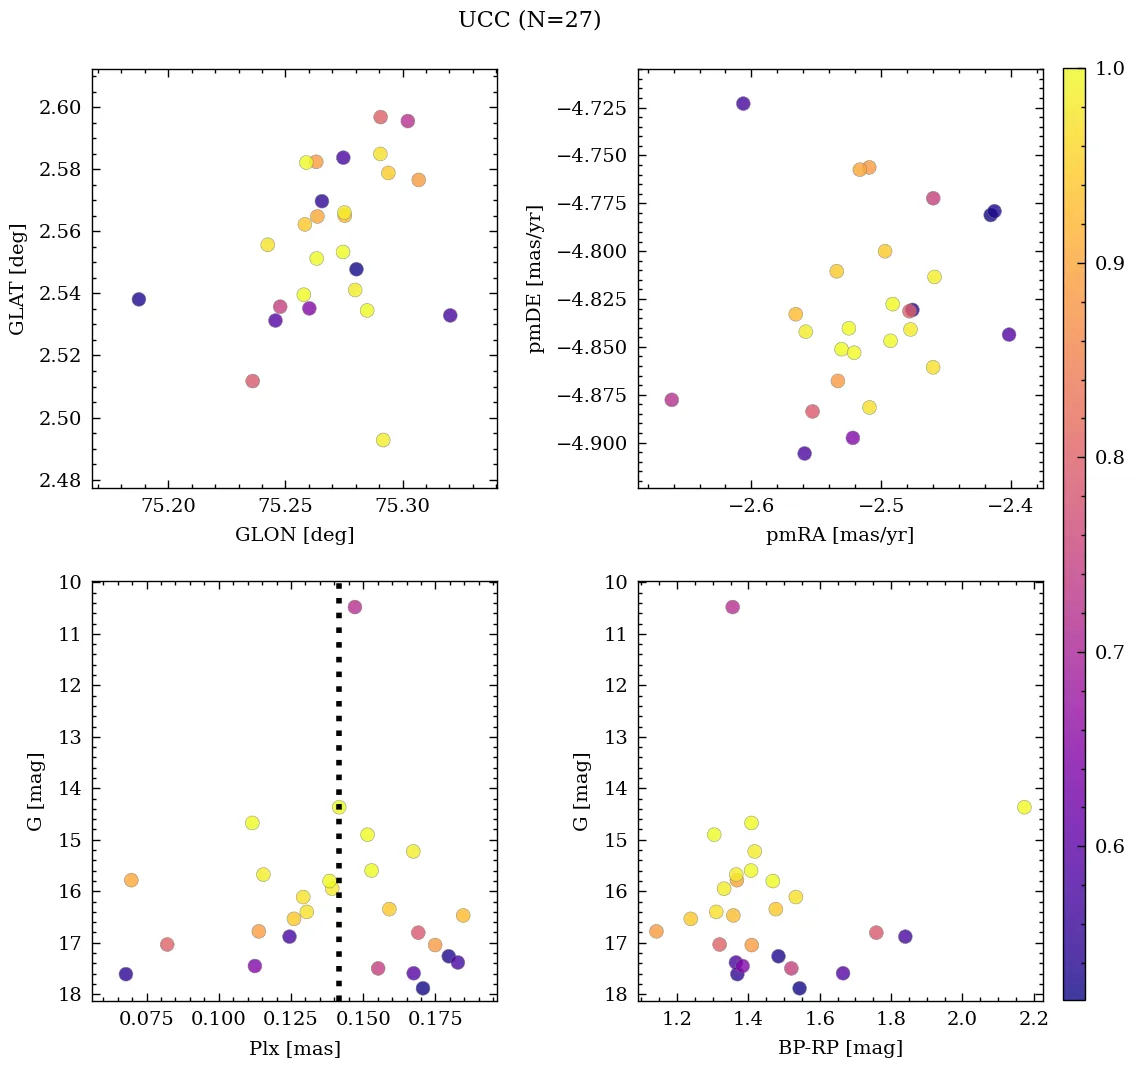 UCC (N=27)
2.60
2.58
2.56
2.54
2.52
2.50
2.48
GLAT [deg]
75.20 75.25 75.30
GLON [deg]
−4.725
−4.750
−4.775
−4.800
−4.825
−4.850
−4.875
−4.900
pmDE [mas/yr]
−2.6 −2.5 −2.4
pmRA [mas/yr]
10
11
12
13
14
15
16
17
18
G [mag]
0.075 0.100 0.125 0.150 0.175
Plx [mas]
10
11
12
13
14
15
16
17
18
G [mag]
1.2 1.4 1.6 1.8 2.0 2.2
BP-RP [mag]
1.0
0.9
0.8
0.7
0.6